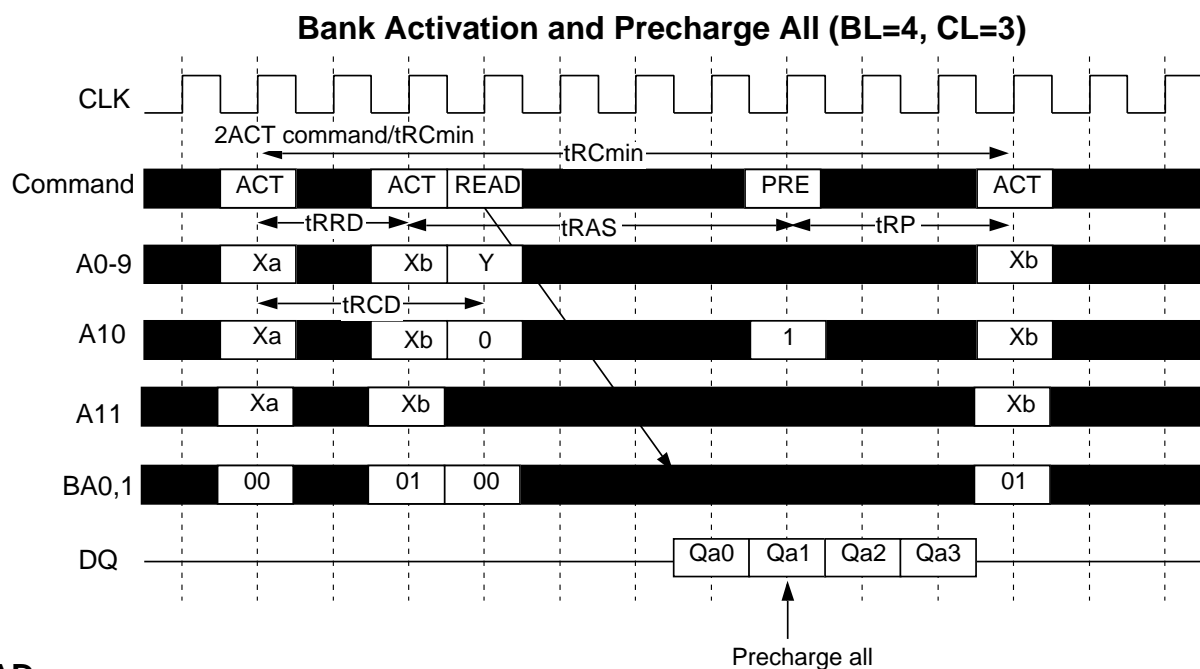 Bank Activation and Precharge All (BL=4, CL=3)
CLK
2ACT command/tRCmin
tRCmin
Command ACT ACT READ PRE ACT
tRRD tRAS tRP
A0-9 Xa Xb Y Xb
tRCD
A10 Xa Xb 0 1 Xb
A11 Xa Xb Xb
BA0,1 00 01 00 01
DQ Qa0 Qa1 Qa2 Qa3
Precharge all